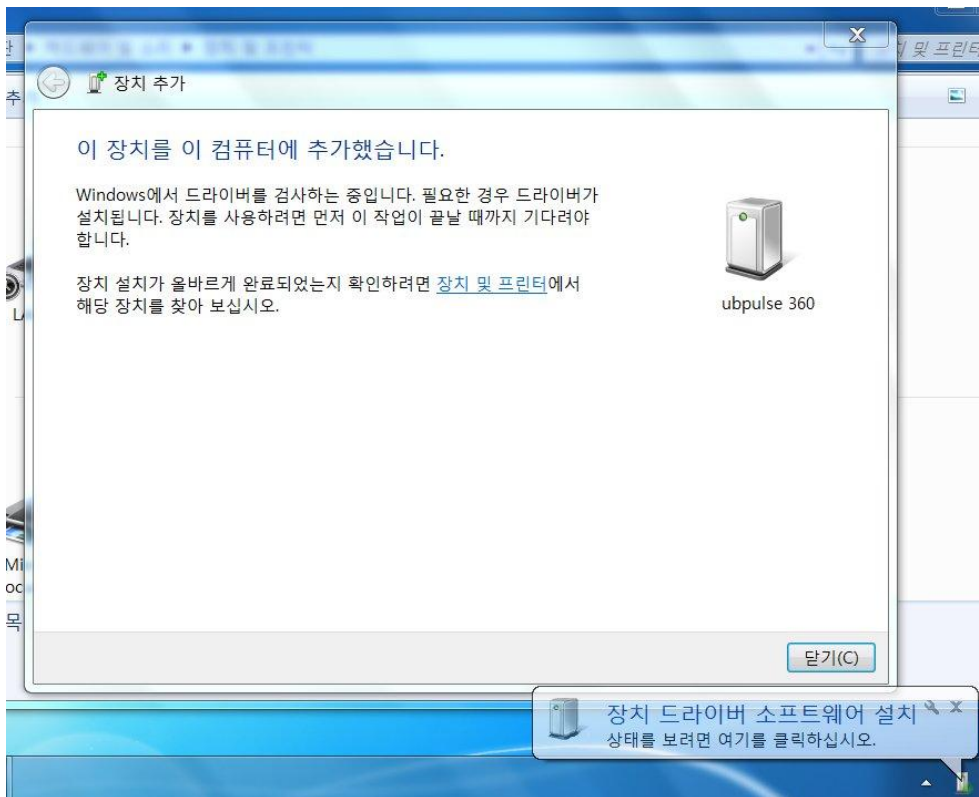 및 프린터
추
장치 추가
이 장치를 이 컴퓨터에 추가했습니다.
Windows에서 드라이버를 검사하는 중입니다. 필요한 경우 드라이버가
설치됩니다. 장치를 사용하려면 먼저 이 작업이 끝날 때까지 기다려야
합니다.
장치 설치가 올바르게 완료되었는지 확인하려면 장치 및 프린터에서
해당 장치를 찾아 보십시오.
ubpulse 360
Mi
oc
목
닫기(C)
장치 드라이버 소프트웨어 설치
상태를 보려면 여기를 클릭하십시오.